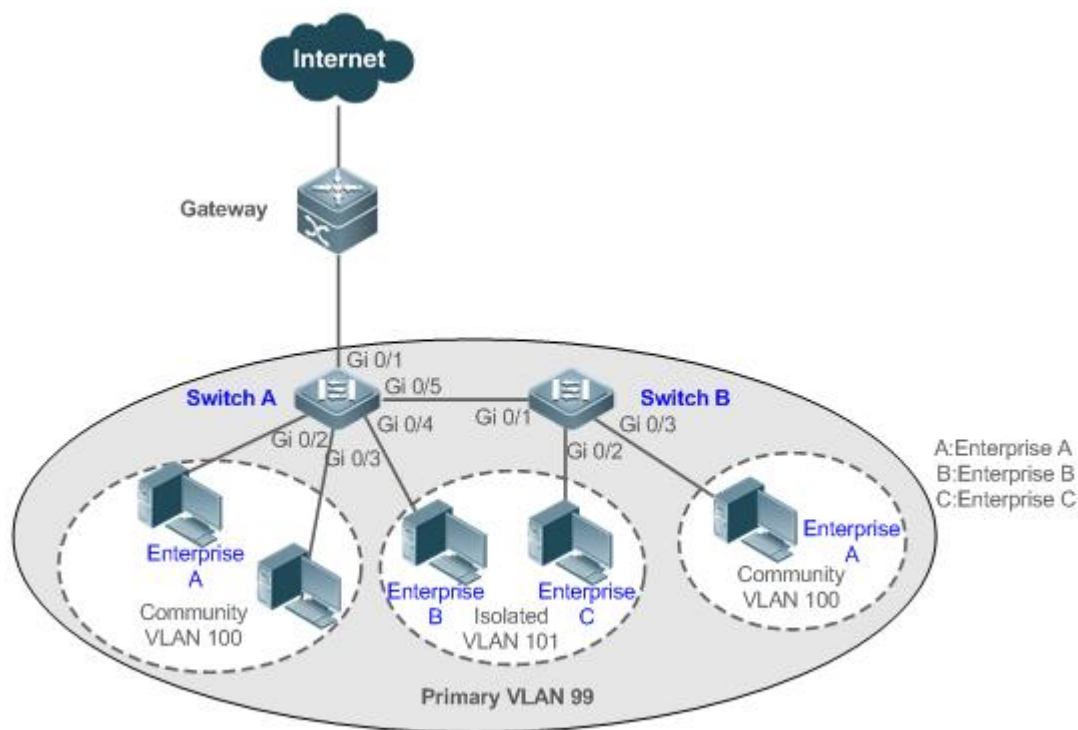 Internet
Gateway
Gi 0/1
Switch A
Gi 0/5
Gi 0/1
Switch B
Gi 0/2
Gi 0/4
Gi 0/3
Gi 0/3
Gi 0/2
A:Enterprise A
B:Enterprise B
C:Enterprise C
Enterprise
A
Community
VLAN 100
Enterprise
B
Isolated
VLAN 101
Enterprise
C
Enterprise
A
Community
VLAN 100
Primary VLAN 99